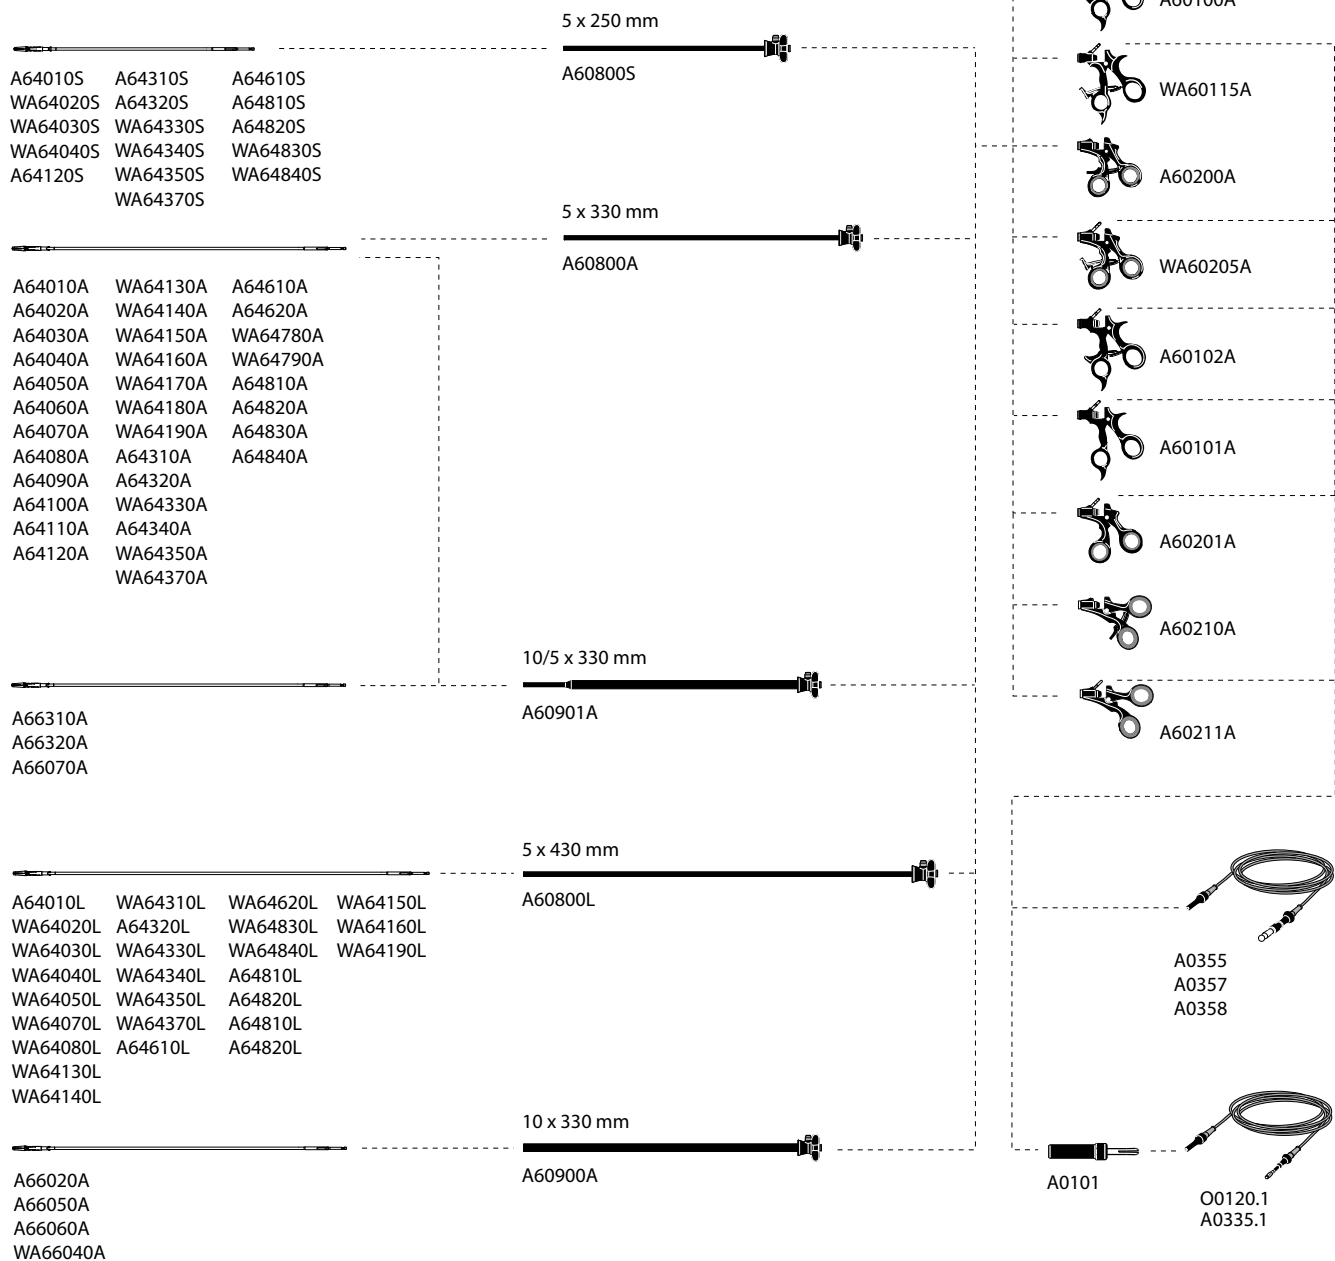 5 x 250 mm
A60800S
A64010S A64310S A64610S
WA64020S A64320S A64810S
WA64030S WA64330S A64820S
WA64040S WA64340S WA64830S
A64120S WA64350S WA64840S
WA64370S
5 x 330 mm
A60800A
A64010A WA64130A A64610A
A64020A WA64140A A64620A
A64030A WA64150A WA64780A
A64040A WA64160A WA64790A
A64050A WA64170A A64810A
A64060A WA64180A A64820A
A64070A WA64190A A64830A
A64080A A64310A A64840A
A64090A A64320A
A64100A WA64330A
A64110A A64340A
A64120A WA64350A
WA64370A
10/5 x 330 mm
A60901A
A66310A
A66320A
A66070A
5 x 430 mm
A60800L
A64010L WA64310L WA64620L WA64150L
WA64020L A64320L WA64830L WA64160L
WA64030L WA64330L WA64840L WA64190L
WA64040L WA64340L A64810L
WA64050L WA64350L A64820L
WA64070L WA64370L A64810L
WA64080L A64610L A64820L
WA64130L
WA64140L
10 x 330 mm
A60900A
A66020A
A66050A
A66060A
WA66040A
A60100A
WA60115A
A60200A
WA60205A
A60102A
A60101A
A60201A
A60210A
A60211A
A0355
A0357
A0358
A0101
O0120.1
A0335.1